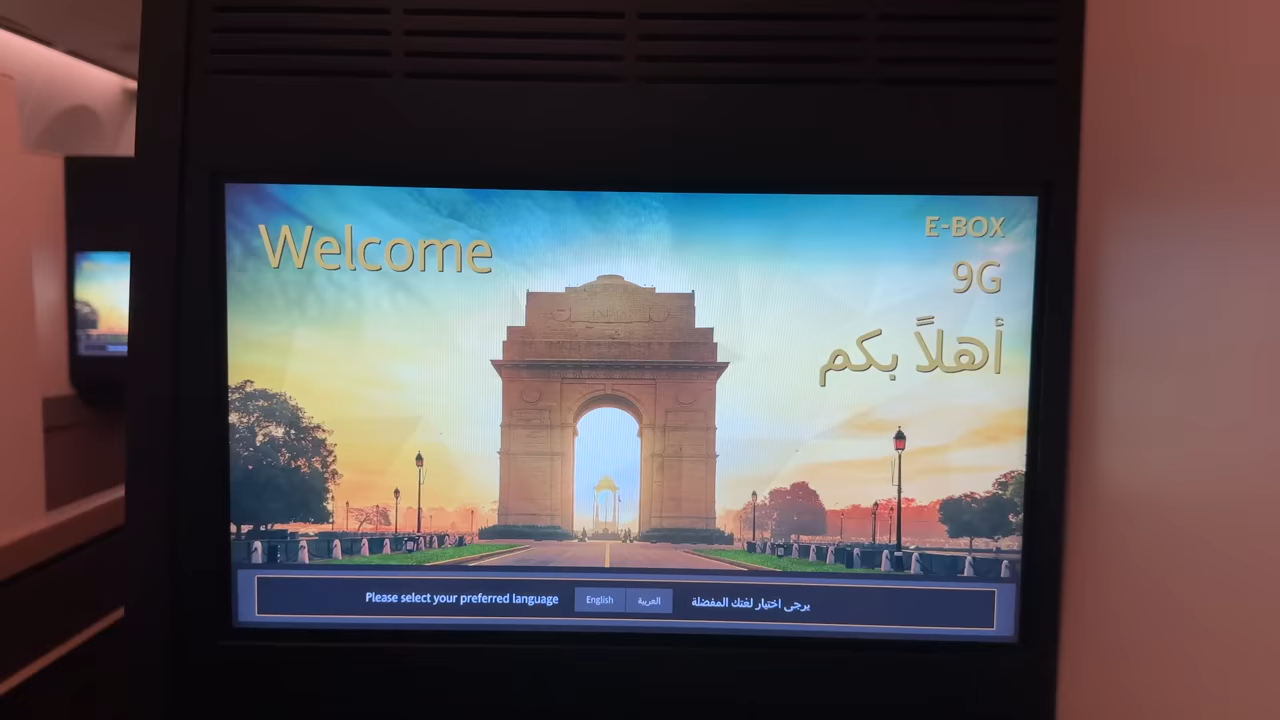 Welcome
E-BOX
9G
أهلاً بكم
Please select your preferred language
English
العربية
يرجى اختيار لغتك المفضلة